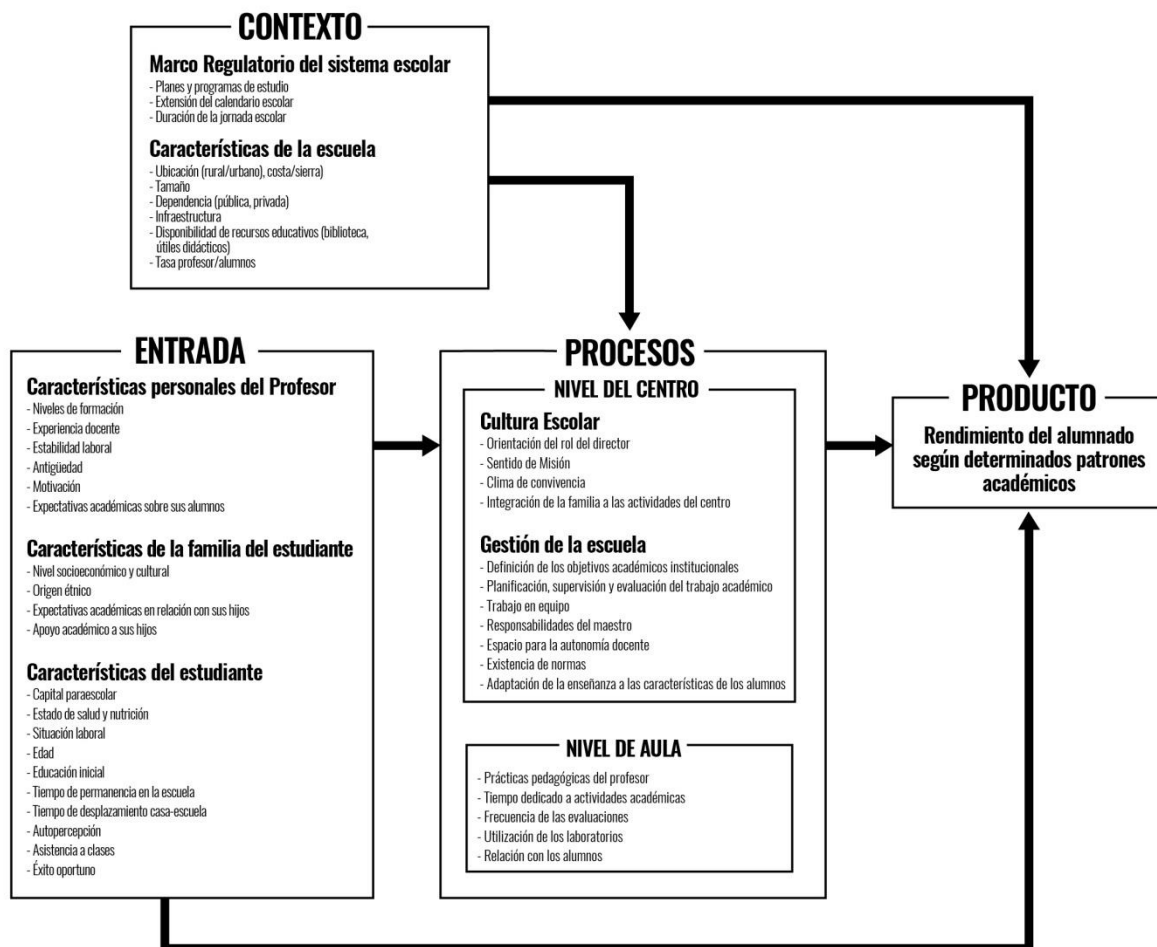 CONTEXTO
Marco Regulatorio del sistema escolar
- Planes y programas de estudio
- Extensión del calendario escolar
- Duración de la jornada escolar
Características de la escuela
- Ubicación (rural/urbano), costa/sierra)
- Tamaño
- Dependencia (pública, privada)
- Infraestructura
- Disponibilidad de recursos educativos (biblioteca,
útiles didácticos)
- Tasa profesor/alumnos
ENTRADA
Características personales del Profesor
- Niveles de formación
- Experiencia docente
- Estabilidad laboral
- Antigüedad
- Motivación
- Expectativas académicas sobre sus alumnos
Características de la familia del estudiante
- Nivel socioeconómico y cultural
- Origen étnico
- Expectativas académicas en relación con sus hijos
- Apoyo académico a sus hijos
Características del estudiante
- Capital paraescolar
- Estado de salud y nutrición
- Situación laboral
- Edad
- Educación inicial
- Tiempo de permanencia en la escuela
- Tiempo de desplazamiento casa-escuela
- Autopercepción
- Asistencia a clases
- Éxito oportuno
PROCESOS
NIVEL DEL CENTRO
Cultura Escolar
- Orientación del rol del director
- Sentido de Misión
- Clima de convivencia
- Integración de la familia a las actividades del centro
Gestión de la escuela
- Definición de los objetivos académicos institucionales
- Planificación, supervisión y evaluación del trabajo académico
- Trabajo en equipo
- Responsabilidades del maestro
- Espacio para la autonomía docente
- Existencia de normas
- Adaptación de la enseñanza a las características de los alumnos
NIVEL DE AULA
- Prácticas pedagógicas del profesor
- Tiempo dedicado a actividades académicas
- Frecuencia de las evaluaciones
- Utilización de los laboratorios
- Relación con los alumnos
PRODUCTO
Rendimiento del alumnado
según determinados patrones
académicos